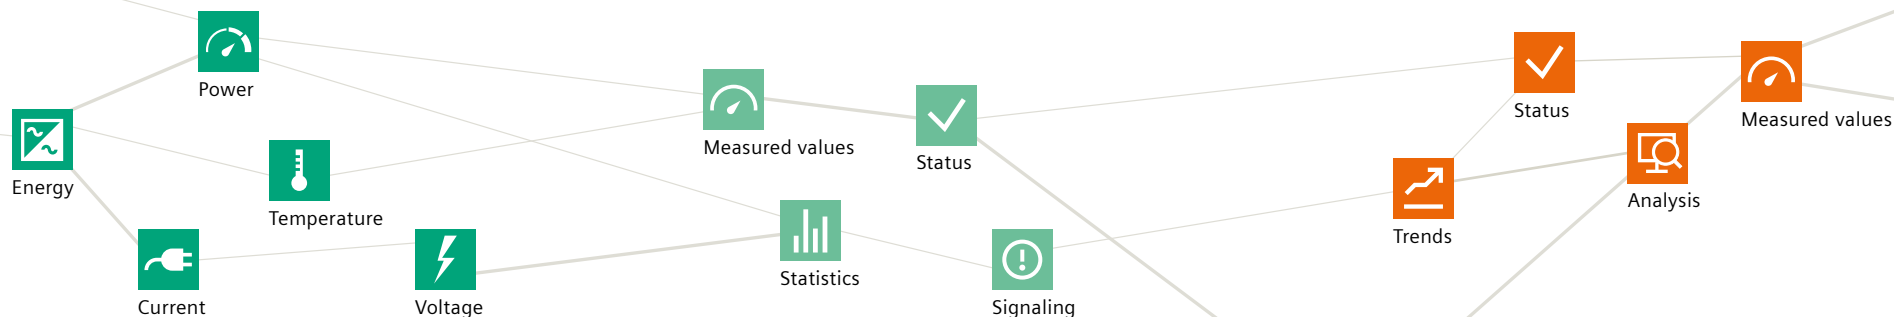 Power
Energy
Temperature
Current
Voltage
Measured values
Status
Statistics
Signaling
Status
Measured values
Trends
Analysis